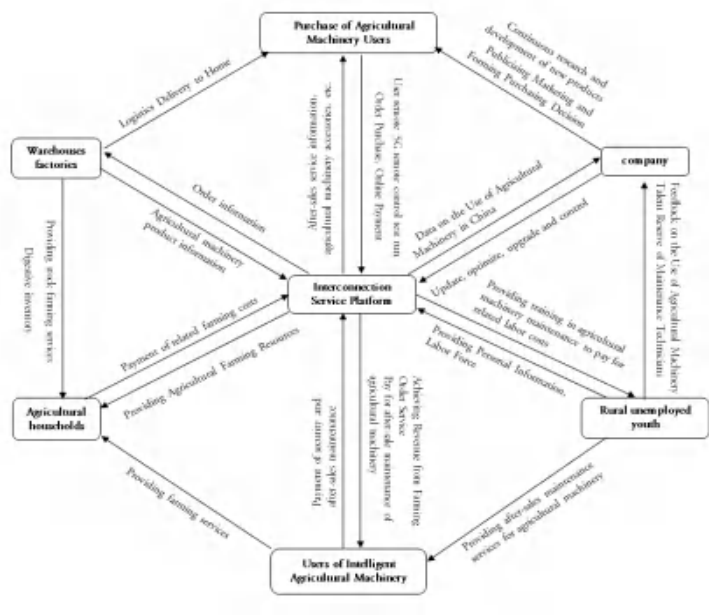 Purchase of Agricultural
Machinery Users
Continuous research and
development of new products
Publicizing Marketing and
Forming Purchasing Decision
Logistics Delivery to Home
After-sales service information,
agricultural machinery accessories, etc.
User remote 5G remote control test run
Order Purchase, Online Payment
Warehouses
factories
company
Order information
Agricultural machinery
product information
Data on the Use of Agricultural
Machinery in China
Update, optimize, upgrade and control
Feedback on the Use of Agricultural Machinery
Talent Reserve of Maintenance Technicians
Providing stock farming services
Digestive inventory
Interconnection
Service Platform
Payment of related farming costs
Providing Agricultural Farming Resources
Providing training in agricultural
machinery maintenance to pay for
related labor costs
Providing Personal Information,
Labor Force
Agricultural
households
Rural unemployed
youth
Payment of security and
after-sales maintenance
Achieving Revenue from Farming
Order Service
Pay for after-sale maintenance of
agricultural machinery
Providing farming services
Providing after-sales maintenance
services for agricultural machinery
Users of Intelligent
Agricultural Machinery